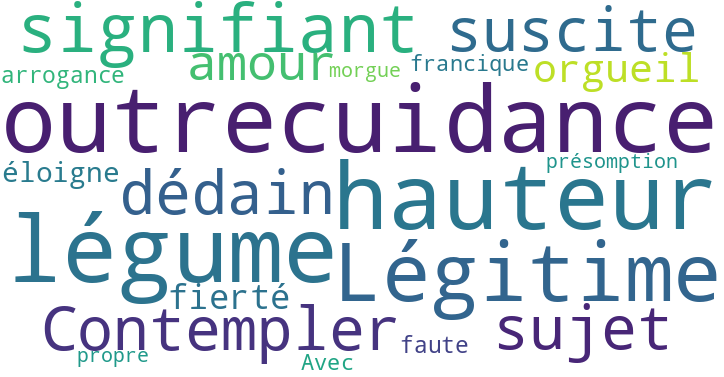 signifiant suscite
arrogance amour morgue francique orgueil
outrecuidance
éloigne dédain hauteur présomption
légume Légitime
fierté
Contempler faute sujet
propre Avec